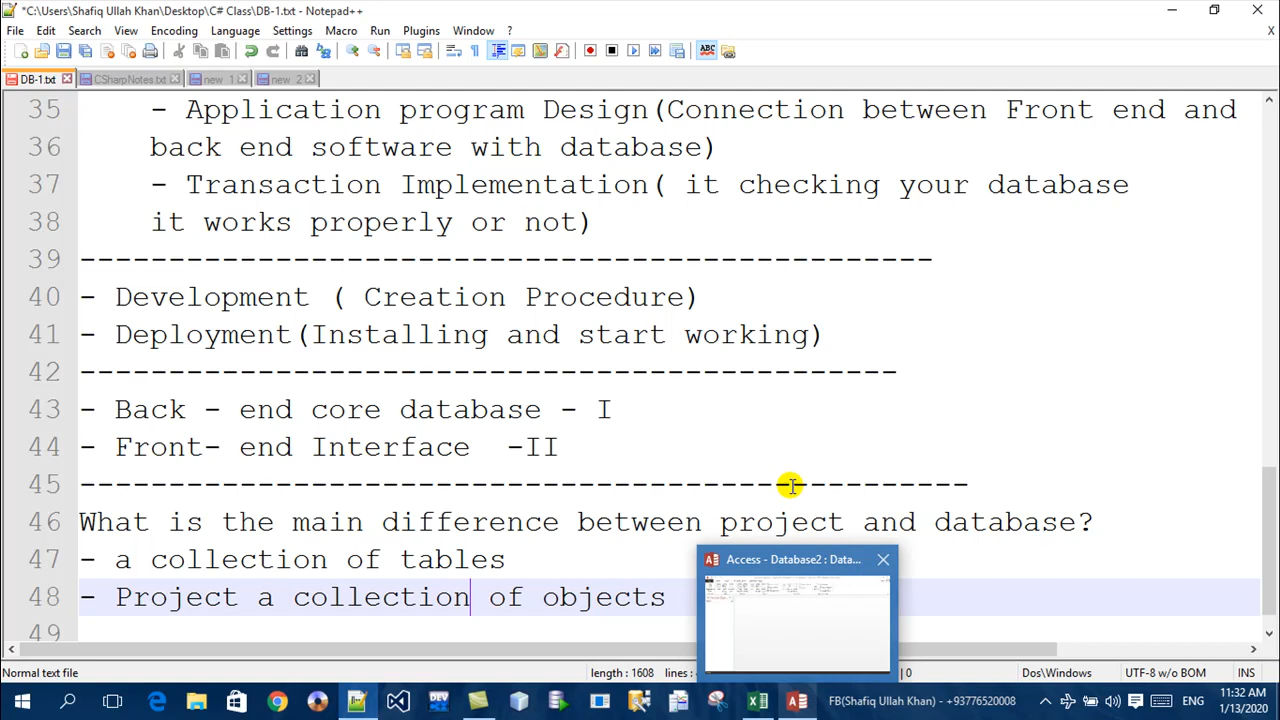 *C:\Users\Shafiq Ullah Khan\Desktop\C# Class\DB-1.txt - Notepad++
File Edit Search View Encoding Language Settings Macro Run Plugins Window ? X
DB-1.txt CSharpNotes.txt new 1 new 2
35 - Application program Design(Connection between Front end and
36 back end software with database)
37 - Transaction Implementation( it checking your database
38 it works properly or not)
39 ------------------------------------------------
40 - Development ( Creation Procedure)
41 - Deployment(Installing and start working)
42 ----------------------------------------------
43 - Back - end core database - I
44 - Front- end Interface  -II
45 --------------------------------------------------
46 What is the main difference between project and database?
47 - a collection of tables
48 - Project a collection of objects
49
Access - Database2 : Data...
Normal text file length : 1608 lines : | 0 Dos\Windows UTF-8 w/o BOM INS
FB(Shafiq Ullah Khan) - +93776520008 ENG 11:32 AM
1/13/2020